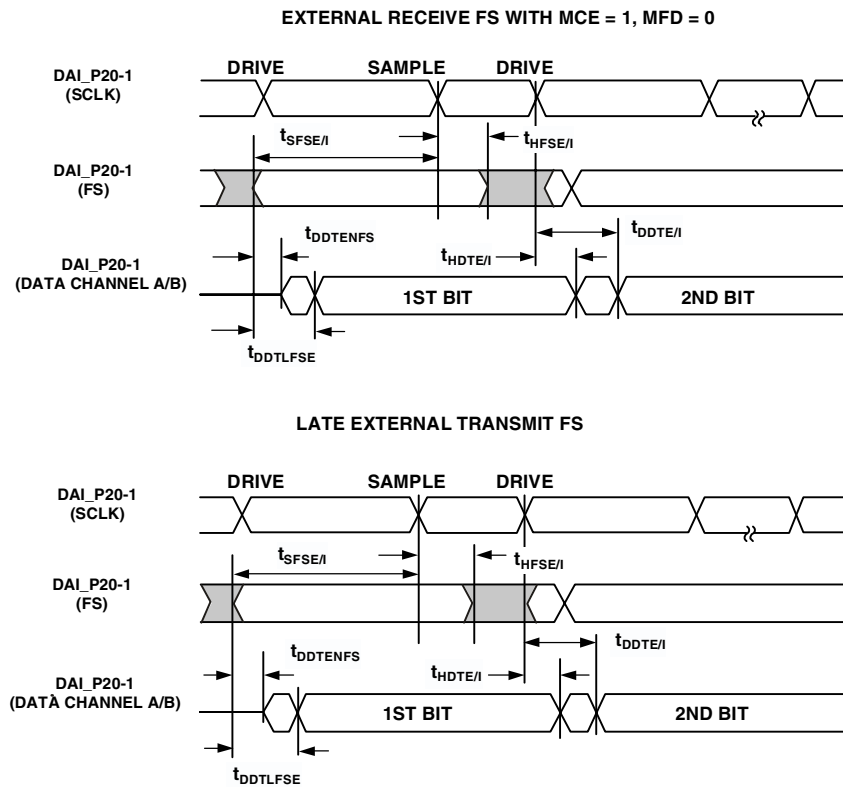 EXTERNAL RECEIVE FS WITH MCE = 1, MFD = 0
DRIVE SAMPLE DRIVE
DAI_P20-1
(SCLK)
tSFSE/I tHFSE/I
DAI_P20-1
(FS)
tDDTENFS tHDTE/I tDDTE/I
DAI_P20-1
(DATA CHANNEL A/B)
1ST BIT 2ND BIT
tDDTLFSE
LATE EXTERNAL TRANSMIT FS
DRIVE SAMPLE DRIVE
DAI_P20-1
(SCLK)
tSFSE/I tHFSE/I
DAI_P20-1
(FS)
tDDTENFS tHDTE/I tDDTE/I
DAI_P20-1
(DATA CHANNEL A/B)
1ST BIT 2ND BIT
tDDTLFSE